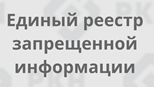 Единый реестр
запрещенной
информации